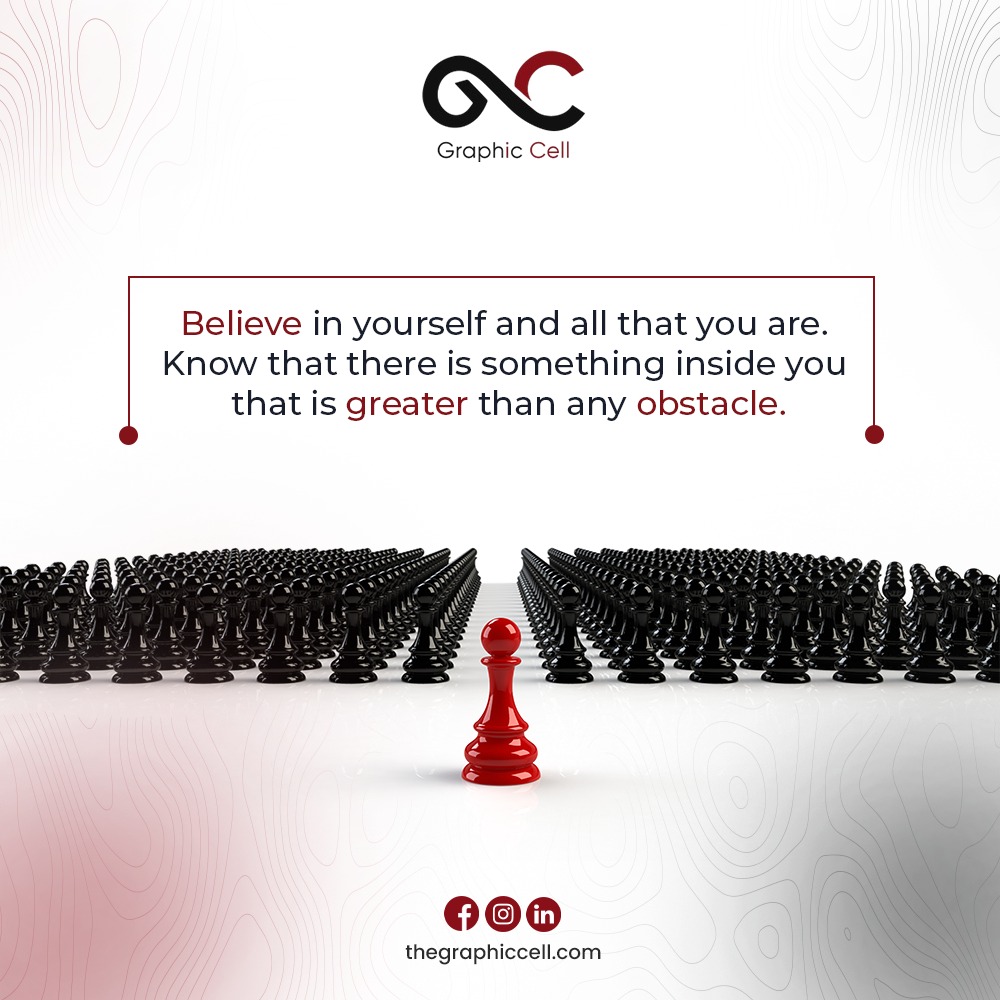 GC
Graphic Cell
Believe in yourself and all that you are.
Know that there is something inside you
that is greater than any obstacle.
thegraphiccell.com